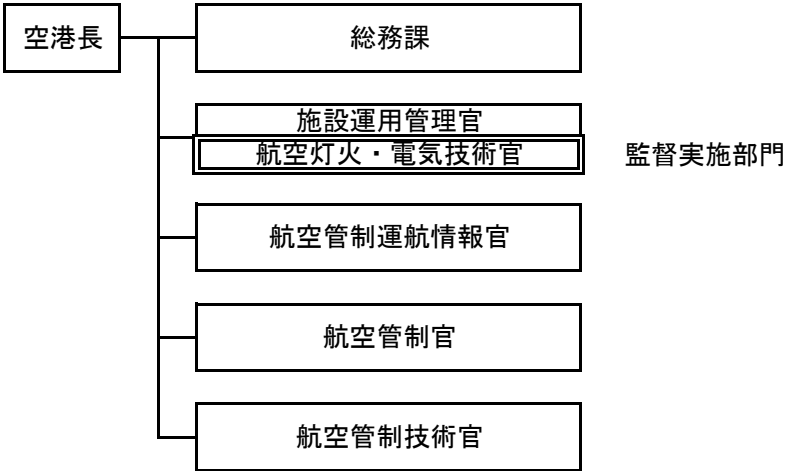 空港長
総務課
施設運用管理官
航空灯火・電気技術官
監督実施部門
航空管制運航情報官
航空管制官
航空管制技術官